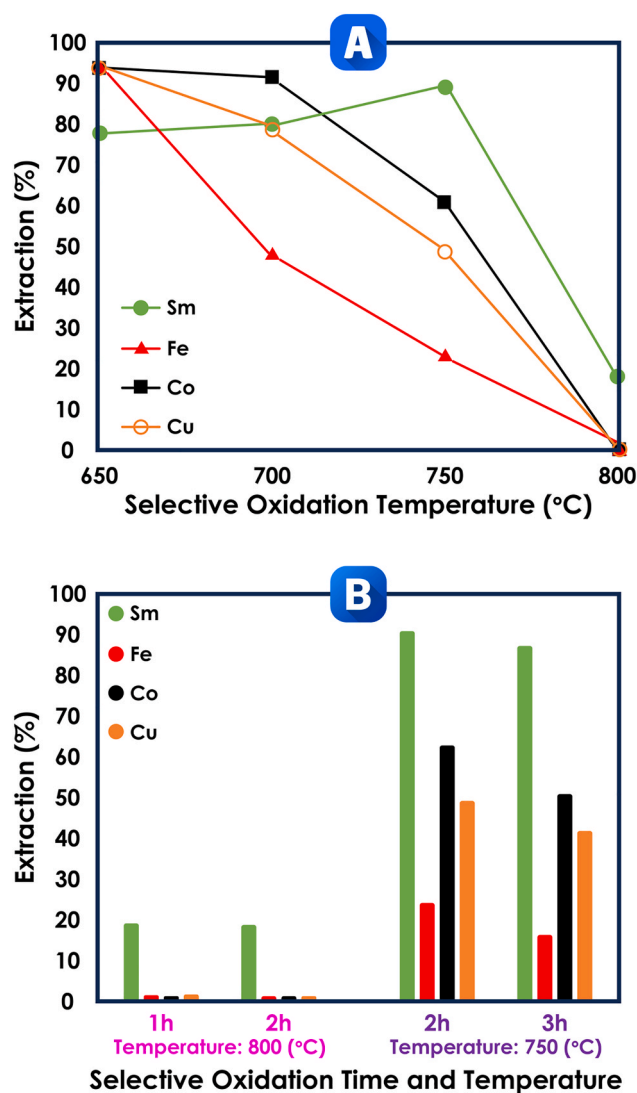 A
100
90
80
70
60
50
40
30
20
10
0
Extraction (%)
Sm
Fe
Co
Cu
650 700 750 800
Selective Oxidation Temperature (°C)
B
100
90
80
70
60
50
40
30
20
10
0
Extraction (%)
Sm
Fe
Co
Cu
1h 2h 2h 3h
Temperature: 800 (°C) Temperature: 750 (°C)
Selective Oxidation Time and Temperature